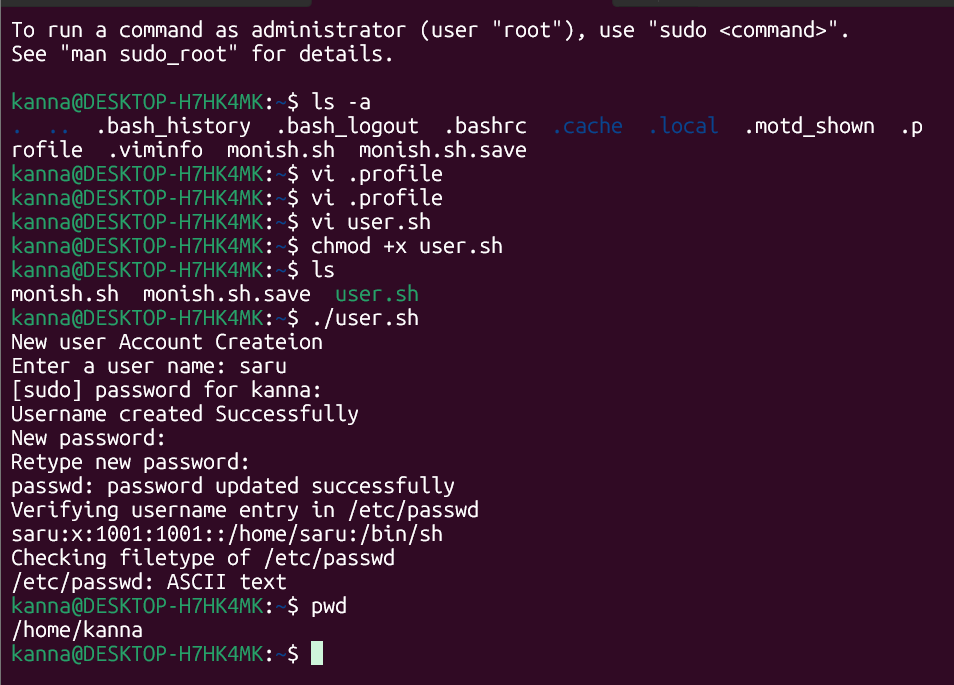 To run a command as administrator (user "root"), use "sudo <command>".
See "man sudo_root" for details.
kanna@DESKTOP-H7HK4MK:~$ ls -a
.  ..  .bash_history  .bash_logout  .bashrc  .cache  .local  .motd_shown  .p
rofile  .viminfo  monish.sh  monish.sh.save
kanna@DESKTOP-H7HK4MK:~$ vi .profile
kanna@DESKTOP-H7HK4MK:~$ vi .profile
kanna@DESKTOP-H7HK4MK:~$ vi user.sh
kanna@DESKTOP-H7HK4MK:~$ chmod +x user.sh
kanna@DESKTOP-H7HK4MK:~$ ls
monish.sh  monish.sh.save  user.sh
kanna@DESKTOP-H7HK4MK:~$ ./user.sh
New user Account Createion
Enter a user name: saru
[sudo] password for kanna:
Username created Successfully
New password:
Retype new password:
passwd: password updated successfully
Verifying username entry in /etc/passwd
saru:x:1001:1001::/home/saru:/bin/sh
Checking filetype of /etc/passwd
/etc/passwd: ASCII text
kanna@DESKTOP-H7HK4MK:~$ pwd
/home/kanna
kanna@DESKTOP-H7HK4MK:~$